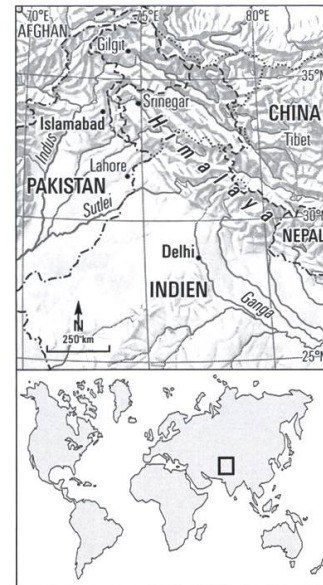 70°E 75°E 80°E
AFGHAN.
Gilgit
35°N
Srinegar
Islamabad
CHINA
Indus
Himalaya
Tibet
Lahore
PAKISTAN
Sutlej
30°N
NEPAL
Delhi
INDIEN
Ganga
N
250 km
25°N